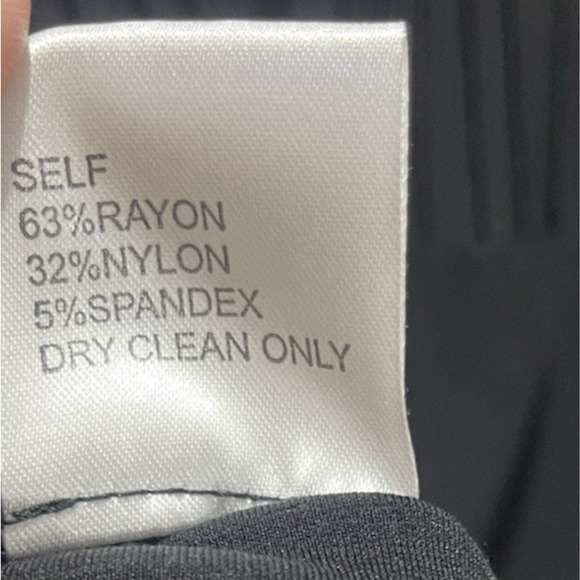 SELF
63%RAYON
32%NYLON
5%SPANDEX
DRY CLEAN ONLY